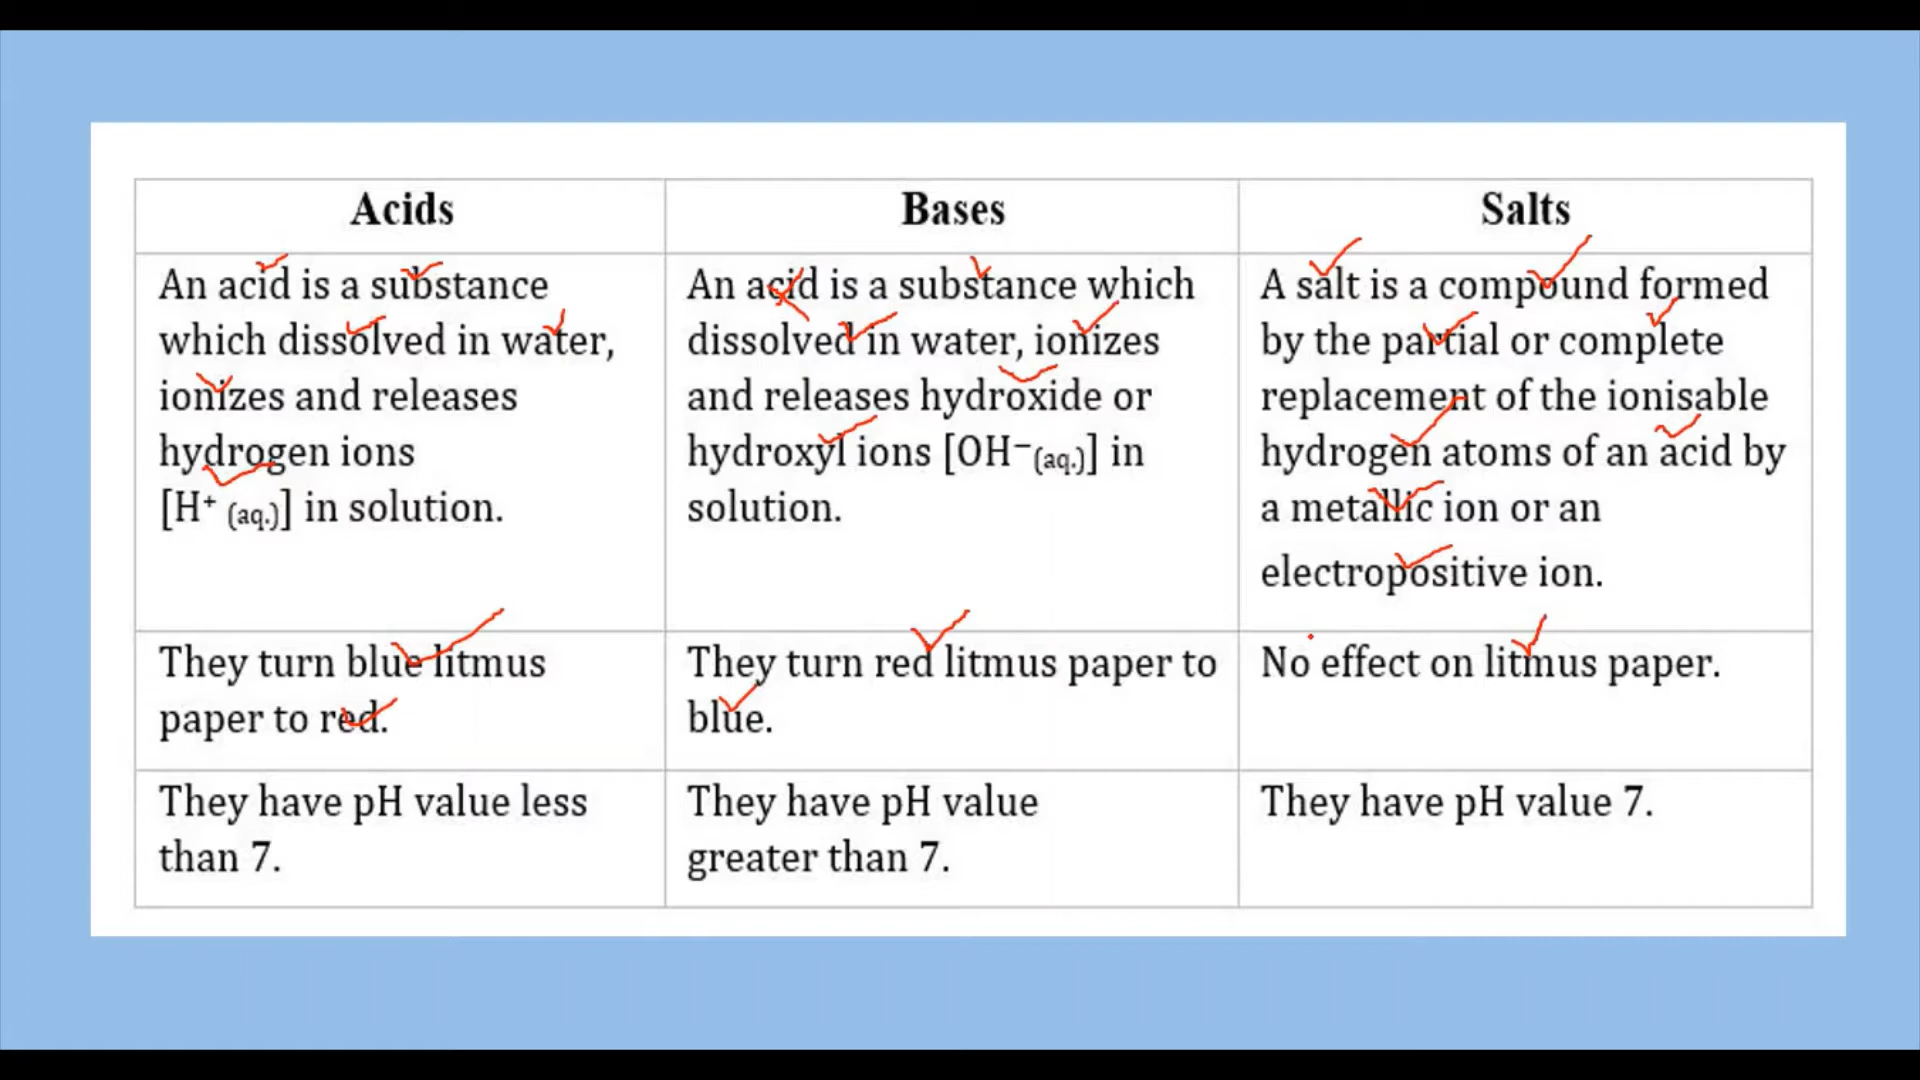 Acids
Bases
Salts
An acid is a substance
which dissolved in water,
ionizes and releases
hydrogen ions
[H⁺ (aq.)] in solution.
An acid is a substance which
dissolved in water, ionizes
and releases hydroxide or
hydroxyl ions [OH⁻(aq.)] in
solution.
A salt is a compound formed
by the partial or complete
replacement of the ionisable
hydrogen atoms of an acid by
a metallic ion or an
electropositive ion.
They turn blue litmus
paper to red.
They turn red litmus paper to
blue.
No effect on litmus paper.
They have pH value less
than 7.
They have pH value
greater than 7.
They have pH value 7.